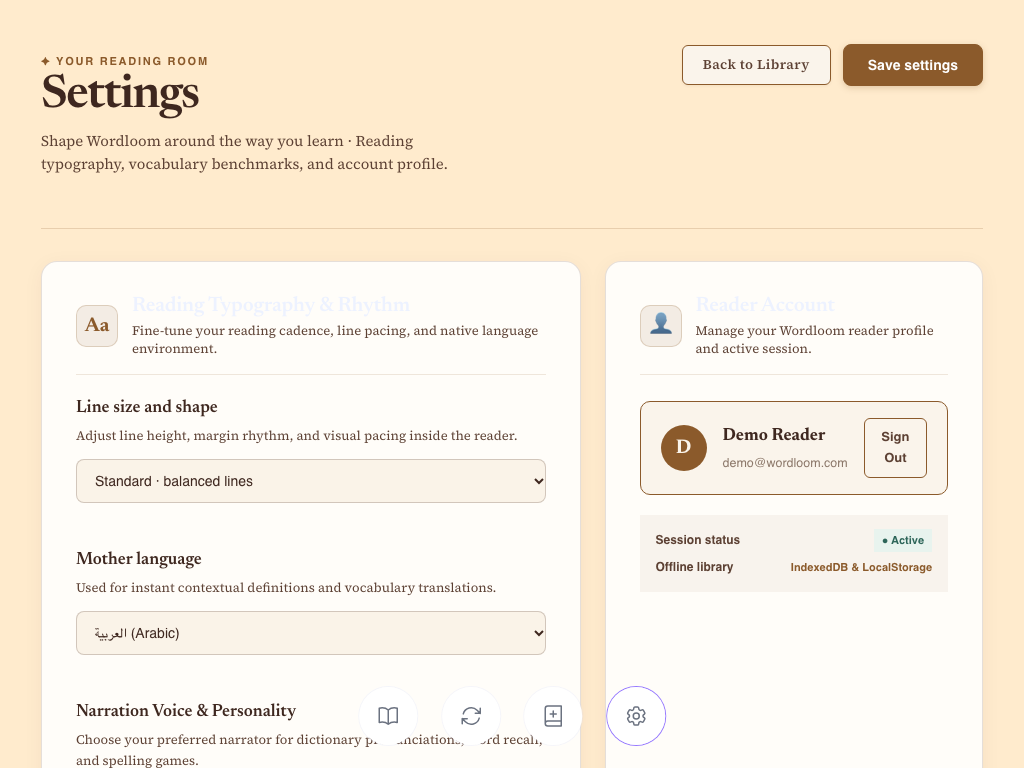 ✦ YOUR READING ROOM
Settings
Shape Wordloom around the way you learn · Reading
typography, vocabulary benchmarks, and account profile.
Back to Library
Save settings
Aa
Reading Typography & Rhythm
Fine-tune your reading cadence, line pacing, and native language
environment.
Line size and shape
Adjust line height, margin rhythm, and visual pacing inside the reader.
Standard · balanced lines
Mother language
Used for instant contextual definitions and vocabulary translations.
العربية (Arabic)
Narration Voice & Personality
Choose your preferred narrator for dictionary recall,
and spelling games.
Reader Account
Manage your Wordloom reader profile
and active session.
D
Demo Reader
demo@wordloom.com
Sign
Out
Session status
● Active
Offline library
IndexedDB & LocalStorage